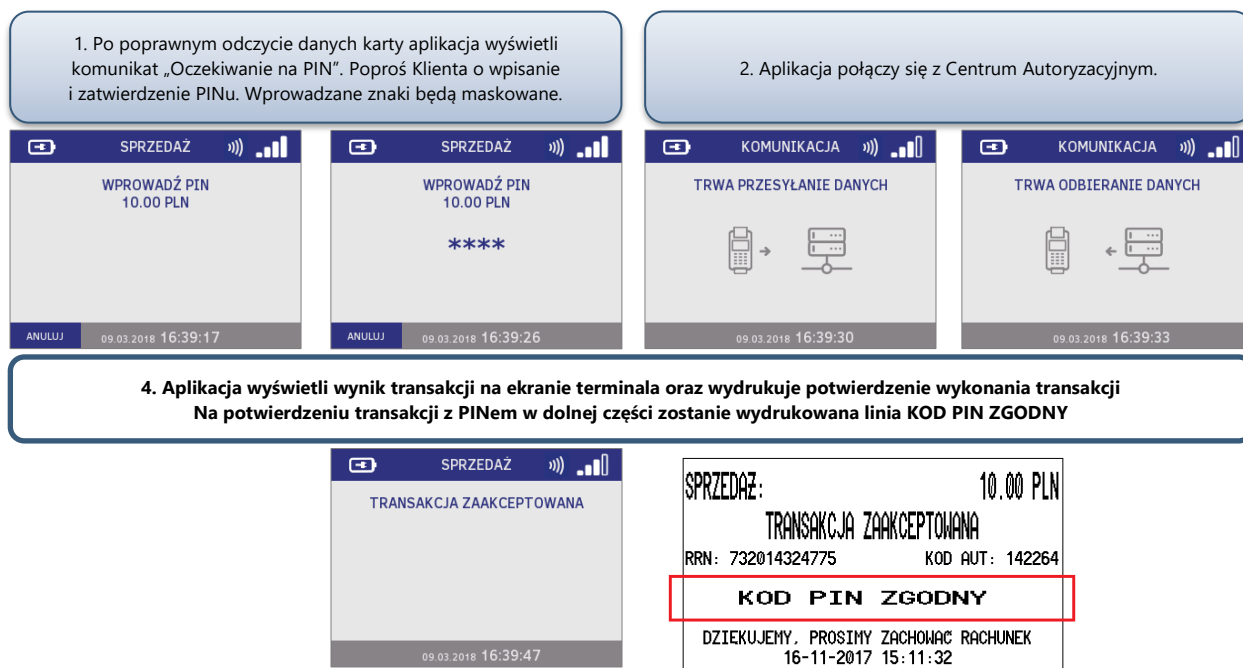 1. Po poprawnym odczycie danych karty aplikacja wyświetli
komunikat „Oczekiwanie na PIN”. Poproś Klienta o wpisanie
i zatwierdzenie PINu. Wprowadzane znaki będą maskowane.
2. Aplikacja połączy się z Centrum Autoryzacyjnym.
SPRZEDAŻ
WPROWADŹ PIN
10.00 PLN
ANULUJ
09.03.2018 16:39:17
SPRZEDAŻ
WPROWADŹ PIN
10.00 PLN
****
ANULUJ
09.03.2018 16:39:26
KOMUNIKACJA
TRWA PRZESYŁANIE DANYCH
09.03.2018 16:39:30
KOMUNIKACJA
TRWA ODBIERANIE DANYCH
09.03.2018 16:39:33
4. Aplikacja wyświetli wynik transakcji na ekranie terminala oraz wydrukuje potwierdzenie wykonania transakcji
Na potwierdzeniu transakcji z PINem w dolnej części zostanie wydrukowana linia KOD PIN ZGODNY
SPRZEDAŻ
TRANSAKCJA ZAAKCEPTOWANA
09.03.2018 16:39:47
SPRZEDAŻ: 10.00 PLN
TRANSAKCJA ZAAKCEPTOWANA
RRN: 732014324775 KOD AUT: 142264
KOD PIN ZGODNY
DZIEKUJEMY, PROSIMY ZACHOWAĆ RACHUNEK
16-11-2017 15:11:32